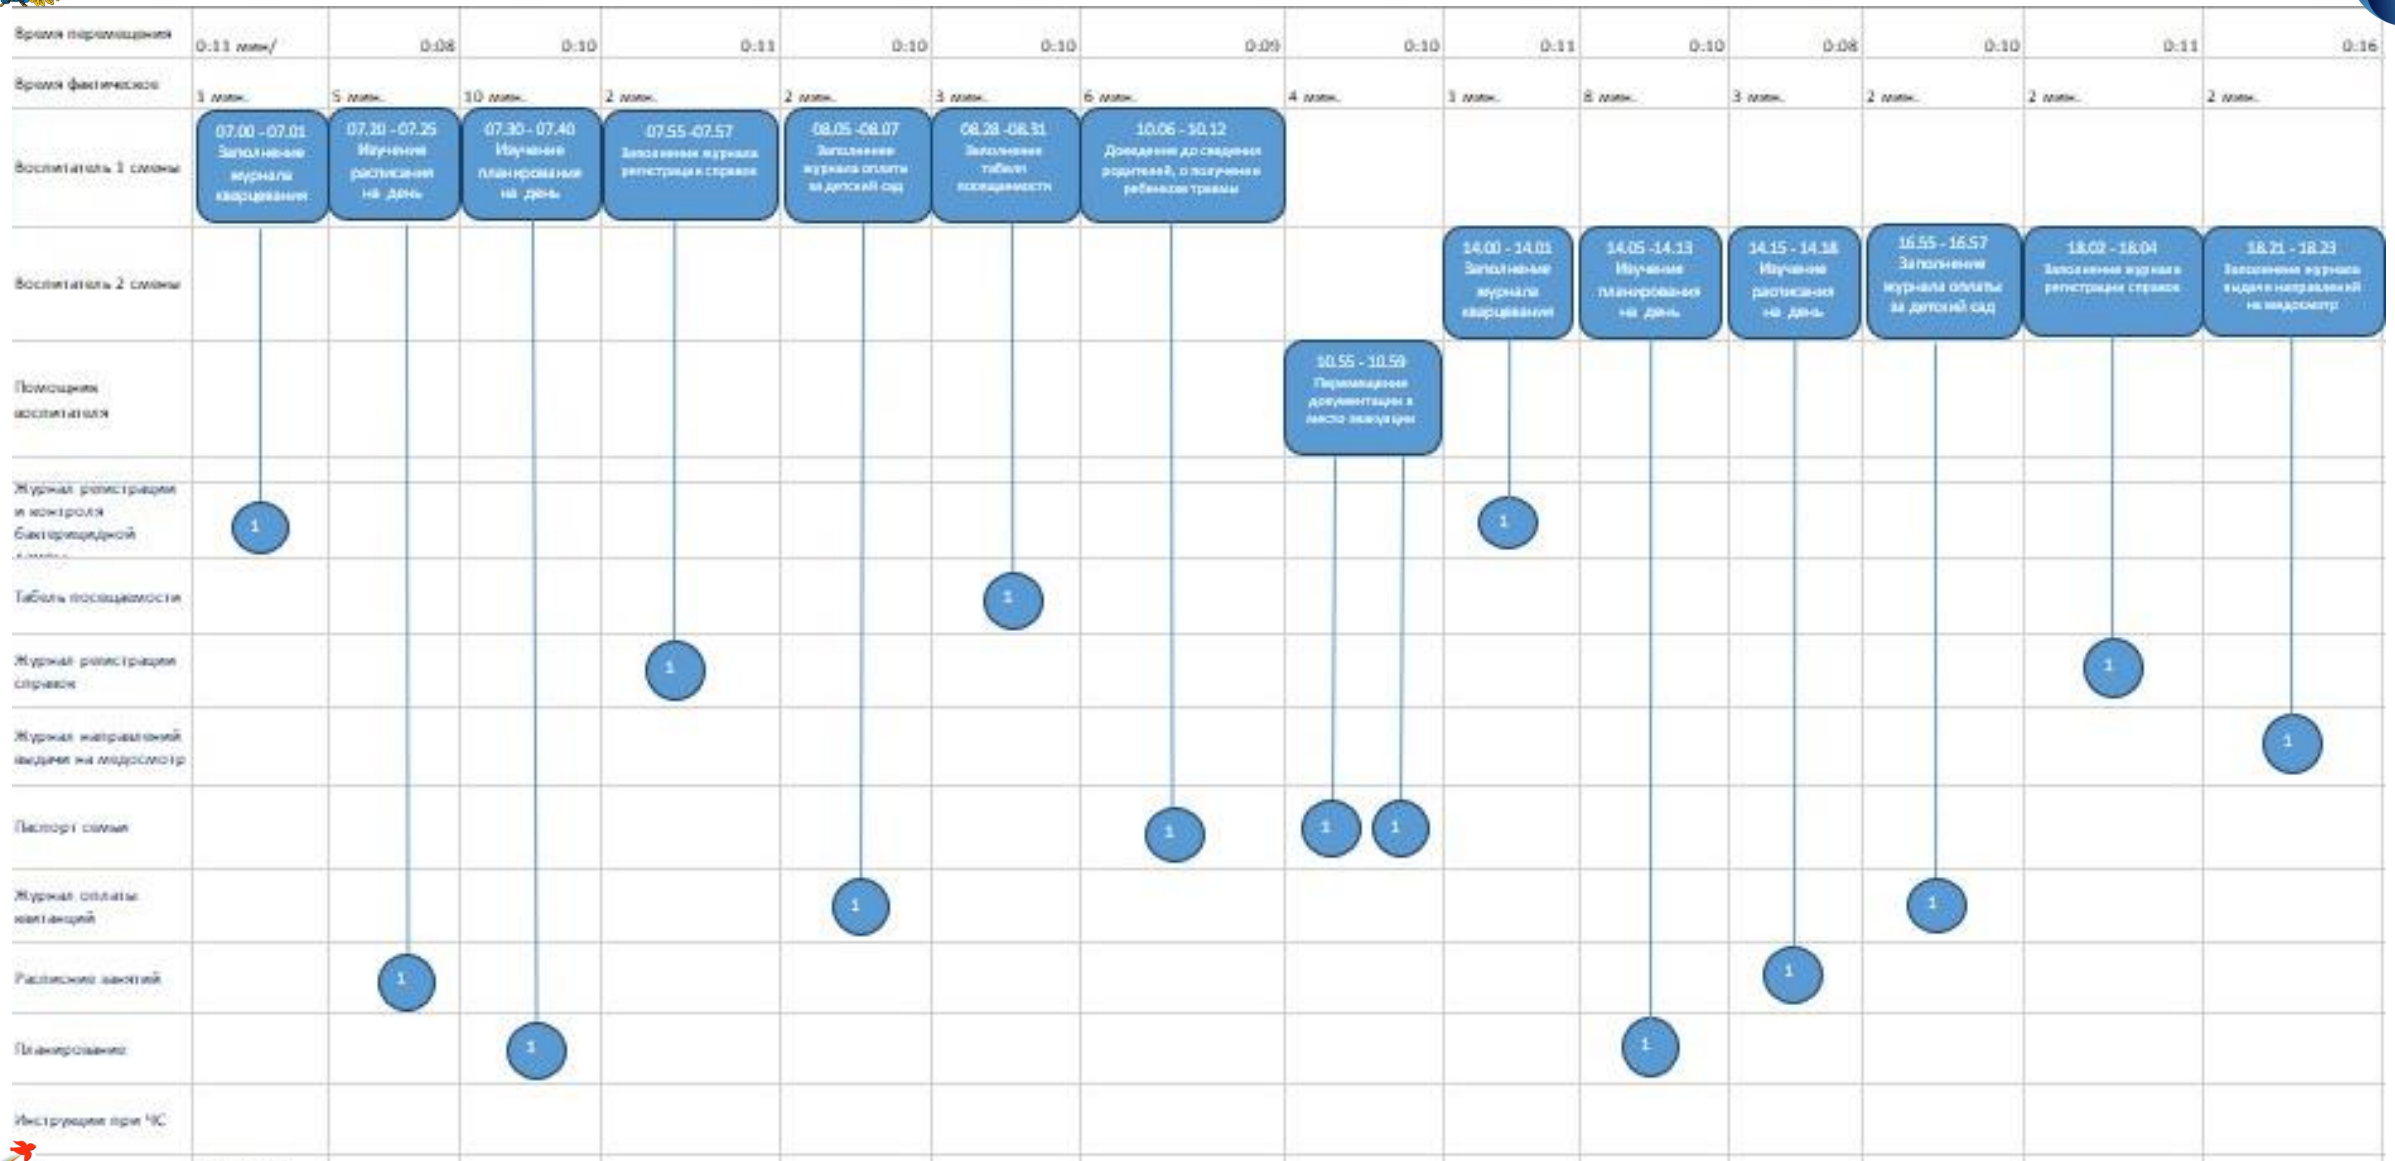 Время перемещения
0:11 мин/ 0:08 0:10 0:11 0:10 0:10 0:09 0:10 0:11 0:10 0:08 0:10 0:11 0:16
Время фактическое
1 мин. 5 мин. 10 мин. 2 мин. 2 мин. 3 мин. 6 мин. 4 мин. 1 мин. 8 мин. 3 мин. 2 мин. 2 мин. 2 мин.
Воспитатель 1 смены
07.00 - 07.01
Заполнение
журнала
кварцевания
07.20 - 07.25
Изучение
расписания
на день
07.30 - 07.40
Изучение
планирования
на день
07.55 -07.57
Заполнения журнала
регистрации справок
08.05 -08.07
Заполнение
журнала оплаты
за детский сад
08.28 -08.31
Заполнение
табеля
посещаемости
10.06 - 10.12
Доведения до сведения
родителей, о получении
ребенком травмы
Воспитатель 2 смены
14.00 - 14.01
Заполнение
журнала
кварцевания
14.05 -14.13
Изучение
планирования
на день
14.15 - 14.18
Изучение
расписания
на день
16.55 - 16.57
Заполнение
журнала оплаты
за детский сад
18.02 - 18.04
Заполнения журнала
регистрации справок
18.21 - 18.23
Заполнения журнала
выдачи направлений
на медосмотр
Помощник
воспитателя
10.55 - 10.59
Перемещение
документации в
место эвакуации
Журнал регистрации
и контроля
бактерицидной
1 1
Табель посещаемости
1
Журнал регистрации
справок
1 1
Журнал направлений
выдачи на медосмотр
1
Паспорт семьи
1 1 1
Журнал оплаты
квитанций
1 1
Расписние занятий
1 1
Планирование
1 1
Инструкции при ЧС